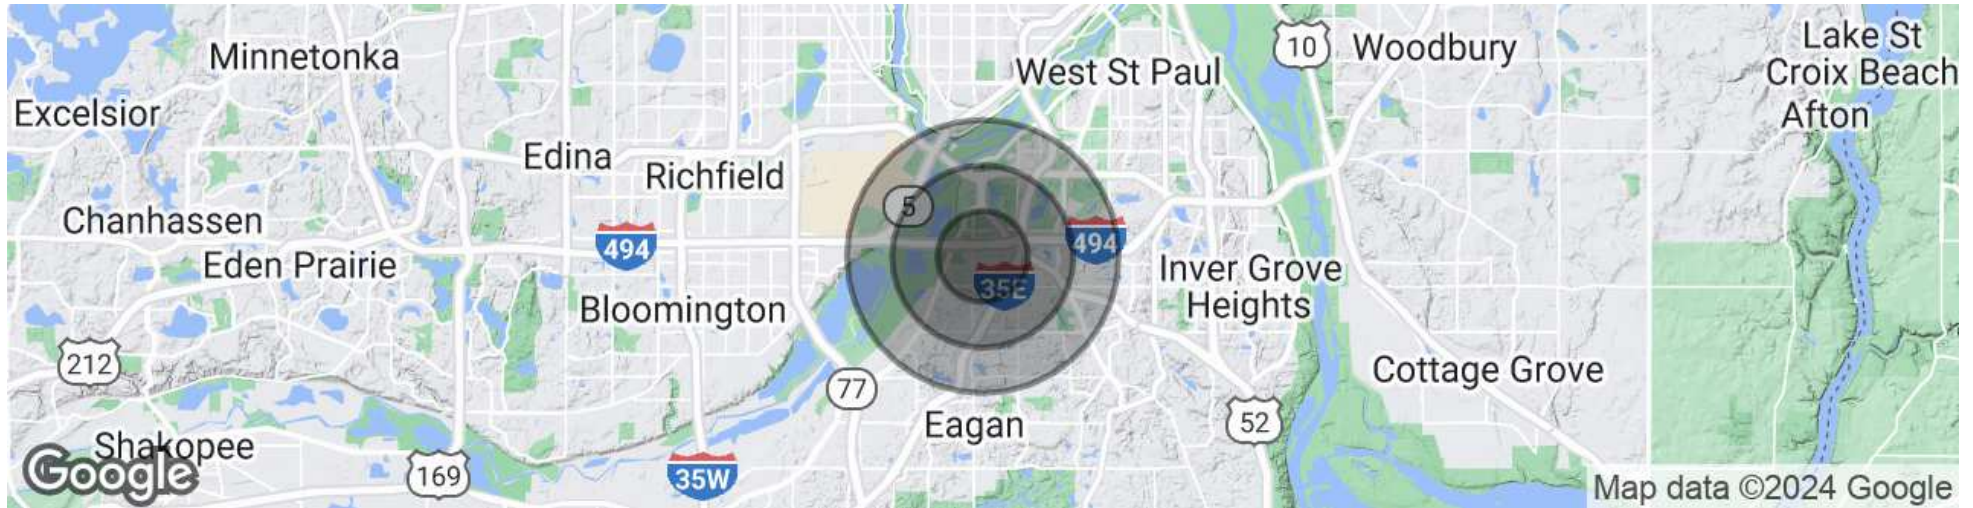 Minnetonka
10
Woodbury
Lake St
Croix Beach
West St Paul
Excelsior
Afton
Edina
Richfield
5
Chanhassen
494
494
Eden Prairie
Inver Grove
Heights
35E
Bloomington
212
Cottage Grove
77
Eagan
52
Shakopee
Google
169
35W
Map data ©2024 Google